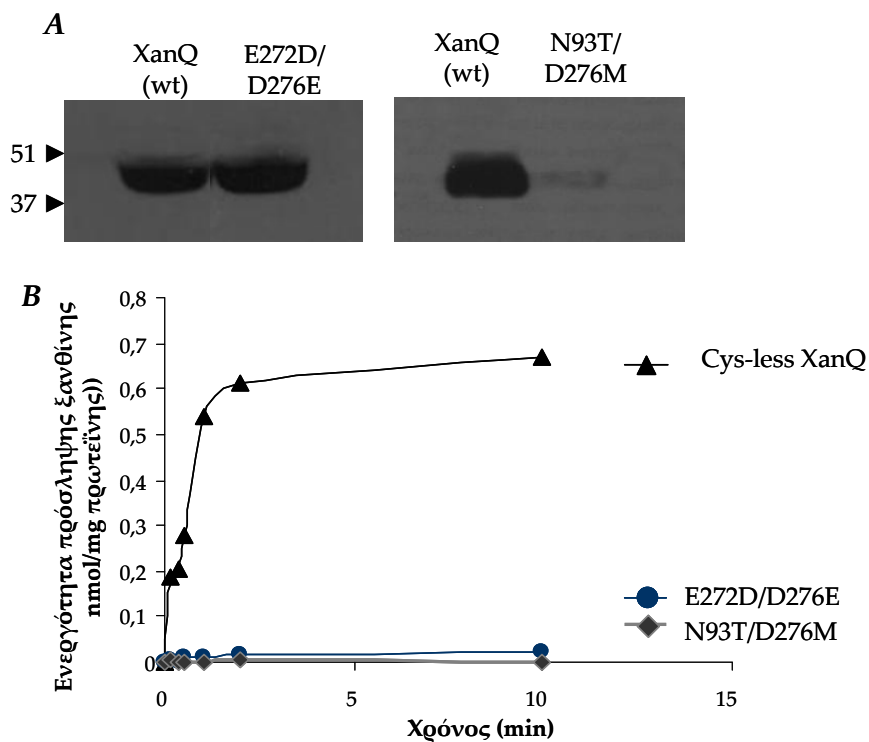 A
XanQ
(wt)
E272D/
D276E
XanQ
(wt)
N93T/
D276M
51
37
B
Ενεργότητα πρόσληψης ξανθίνης
nmol/mg πρωτεΐνης))
0,8
0,7
0,6
0,5
0,4
0,3
0,2
0,1
0
0
5
10
15
Χρόνος (min)
Cys-less XanQ
E272D/D276E
N93T/D276M